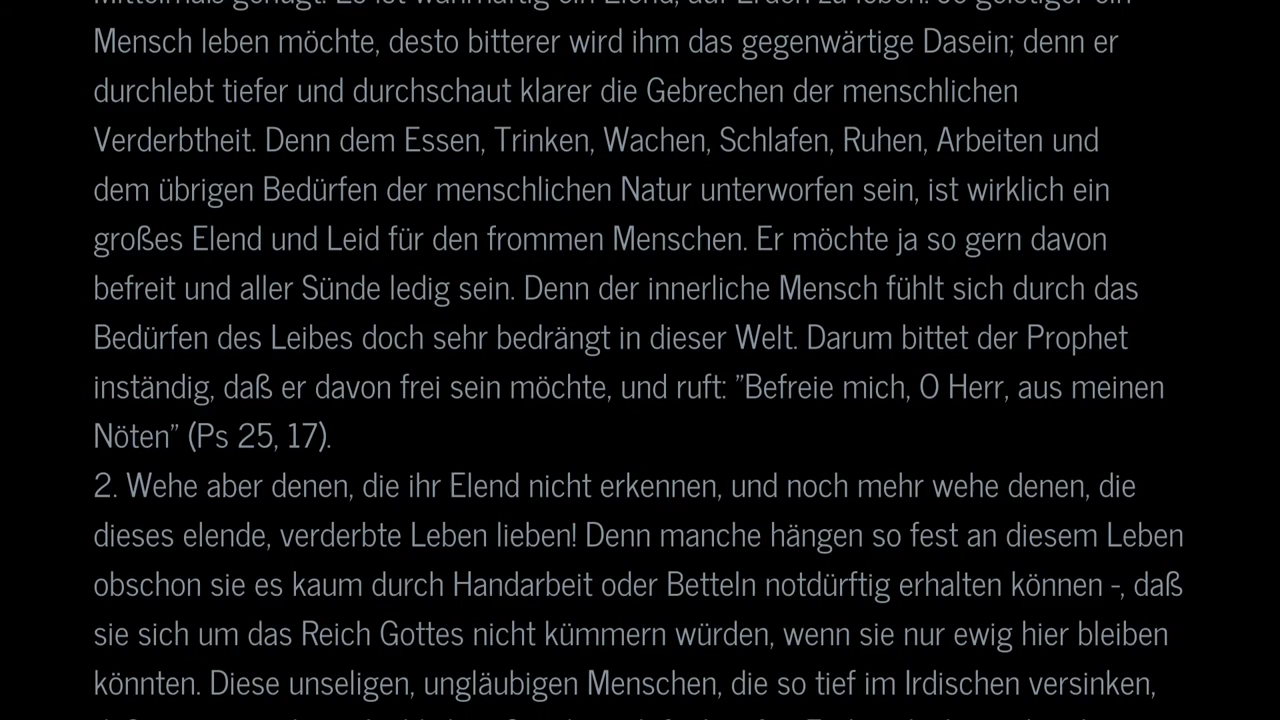 Mensch leben möchte, desto bitterer wird ihm das gegenwärtige Dasein; denn er
durchlebt tiefer und durchschaut klarer die Gebrechen der menschlichen
Verderbtheit. Denn dem Essen, Trinken, Wachen, Schlafen, Ruhen, Arbeiten und
dem übrigen Bedürfen der menschlichen Natur unterworfen sein, ist wirklich ein
großes Elend und Leid für den frommen Menschen. Er möchte ja so gern davon
befreit und aller Sünde ledig sein. Denn der innerliche Mensch fühlt sich durch das
Bedürfen des Leibes doch sehr bedrängt in dieser Welt. Darum bittet der Prophet
inständig, daß er davon frei sein möchte, und ruft: ”Befreie mich, O Herr, aus meinen
Nöten” (Ps 25, 17).
2. Wehe aber denen, die ihr Elend nicht erkennen, und noch mehr wehe denen, die
dieses elende, verderbte Leben lieben! Denn manche hängen so fest an diesem Leben
obschon sie es kaum durch Handarbeit oder Betteln notdürftig erhalten können -, daß
sie sich um das Reich Gottes nicht kümmern würden, wenn sie nur ewig hier bleiben
könnten. Diese unseligen, ungläubigen Menschen, die so tief im Irdischen versinken,